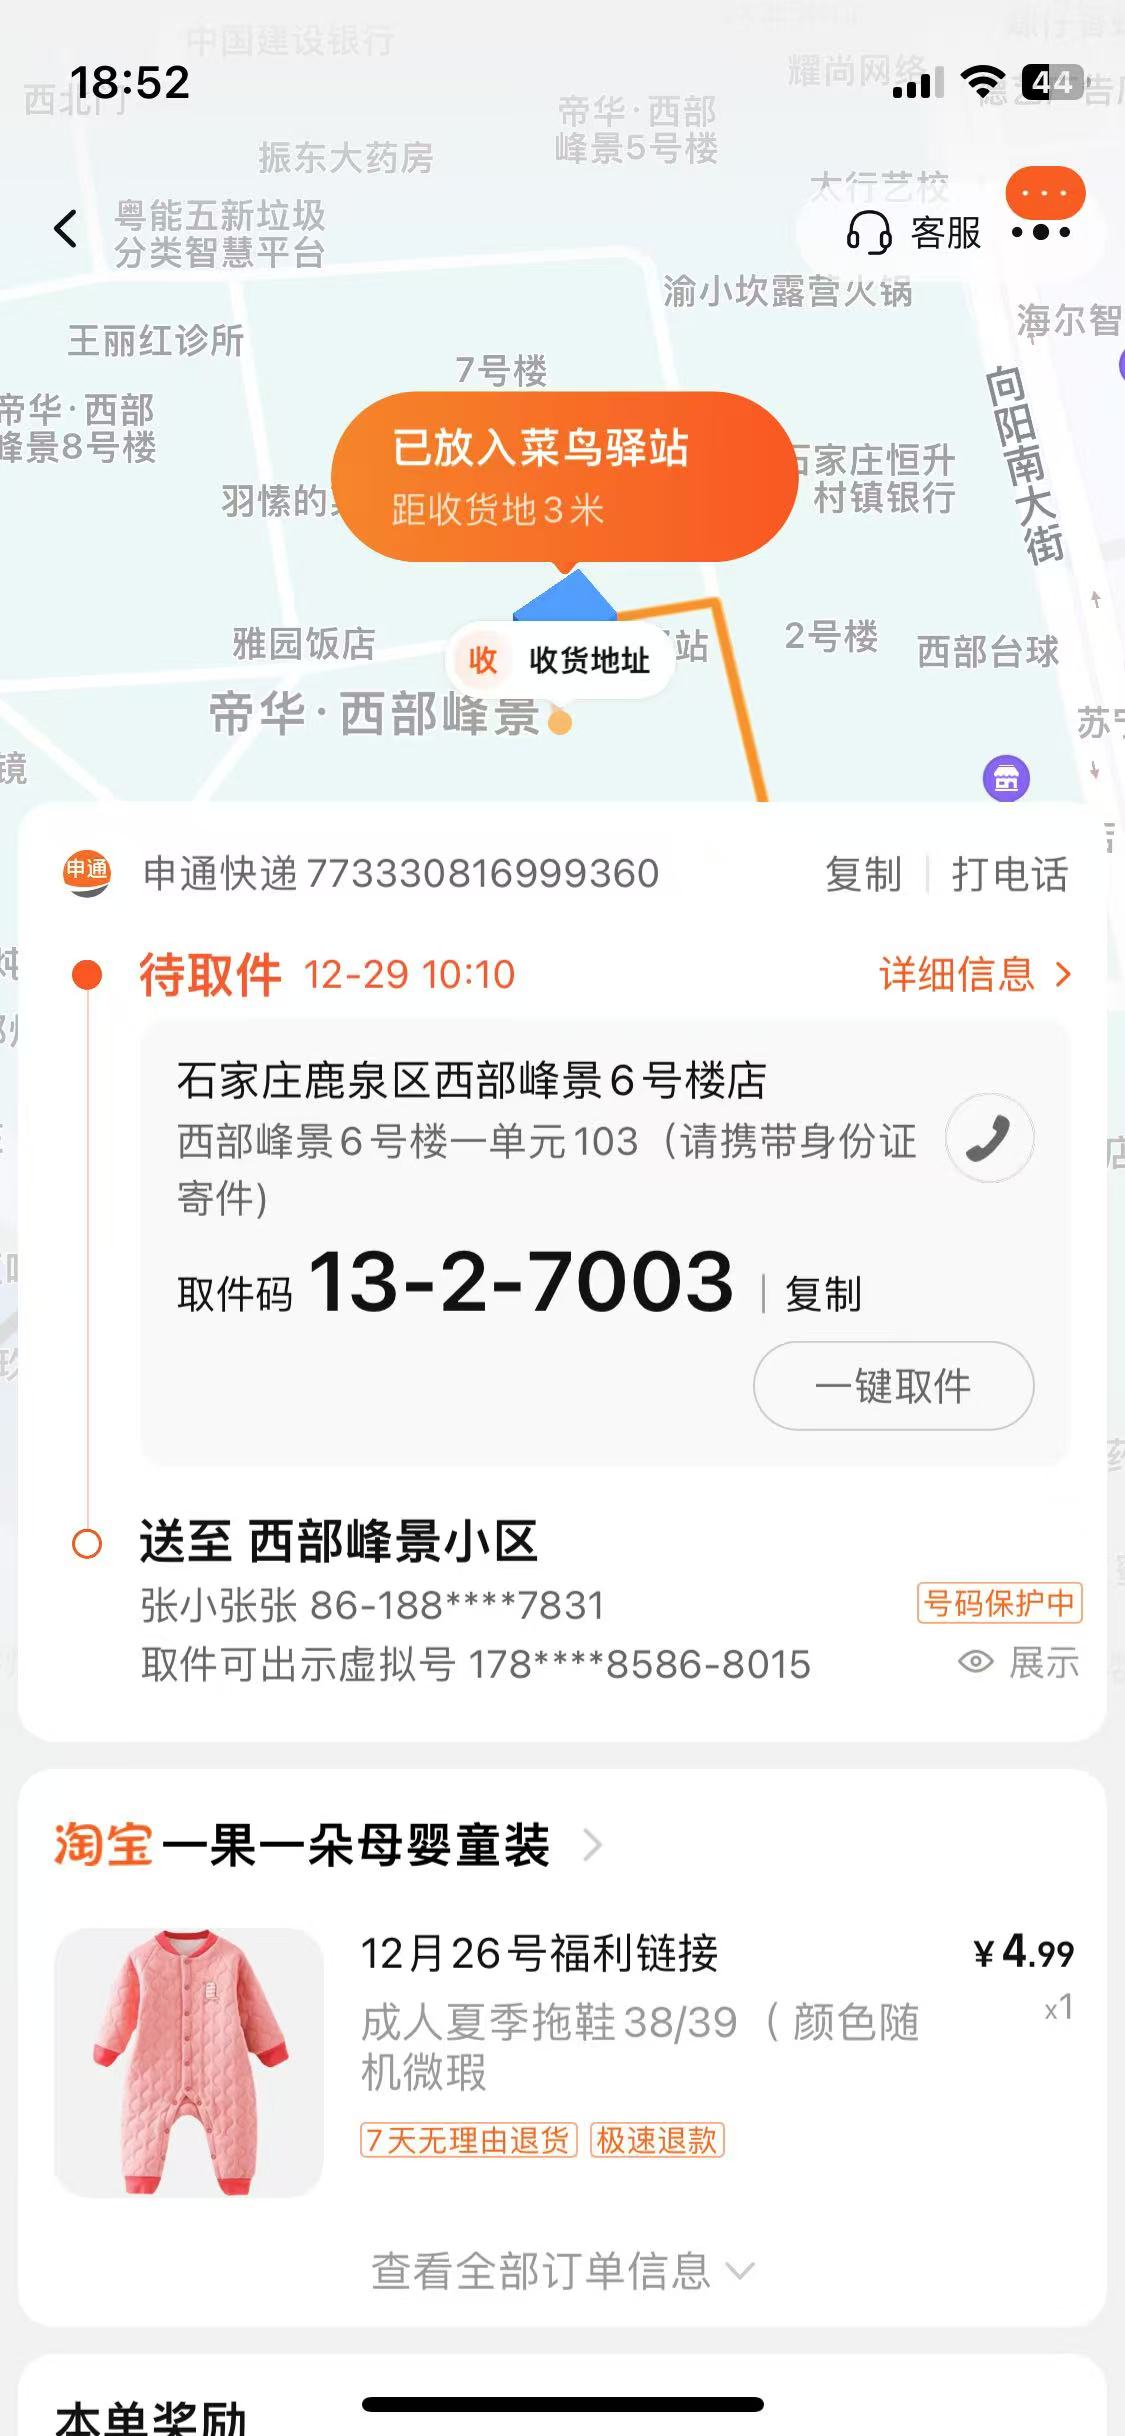 中国建设银行
18:52
44
西北门
耀尚网络
帝华·西部
峰景5号楼
振东大药房
太行艺校
粤能五新垃圾
分类智慧平台
客服
渝小坎露营火锅
海尔智
王丽红诊所
7号楼
向阳南大街
帝华·西部
峰景8号楼
已放入菜鸟驿站
距收货地3米
石家庄恒升
村镇银行
羽愫的
雅园饭店
收 收货地址
站
2号楼
西部台球
帝华·西部峰景
镜
申通
申通快递 773330816999360
复制
打电话
待取件 12-29 10:10
详细信息
石家庄鹿泉区西部峰景6号楼店
西部峰景6号楼一单元103（请携带身份证
寄件)
取件码 13-2-7003 | 复制
一键取件
送至 西部峰景小区
张小张张 86-188****7831
号码保护中
取件可出示虚拟号 178****8586-8015
展示
淘宝 一果一朵母婴童装
12月26号福利链接
¥4.99
成人夏季拖鞋38/39（ 颜色随
机微瑕
x1
7天无理由退货 极速退款
查看全部订单信息
本单奖励